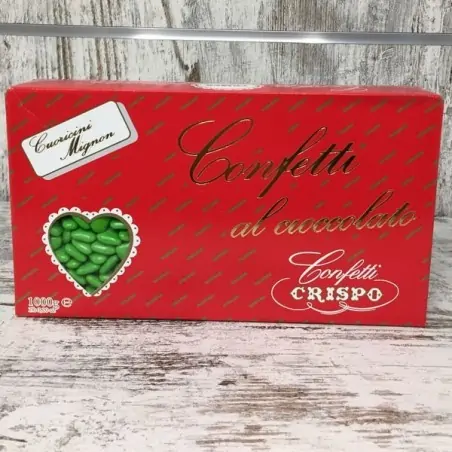 Cuoricini
Mignon
Confetti
al cioccolato
Confetti
CRISPO
1000g e